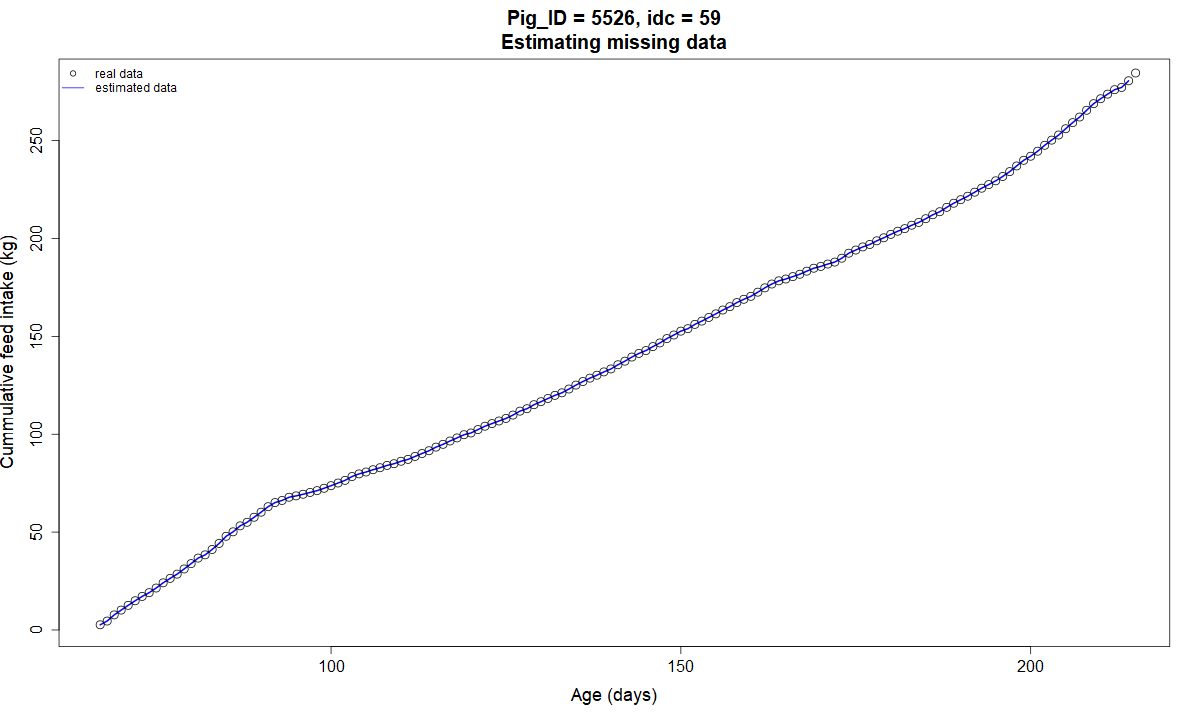 Pig_ID = 5526, idc = 59
Estimating missing data
real data
estimated data
Cummulative feed intake (kg)
250
200
150
100
50
0
100
150
200
Age (days)